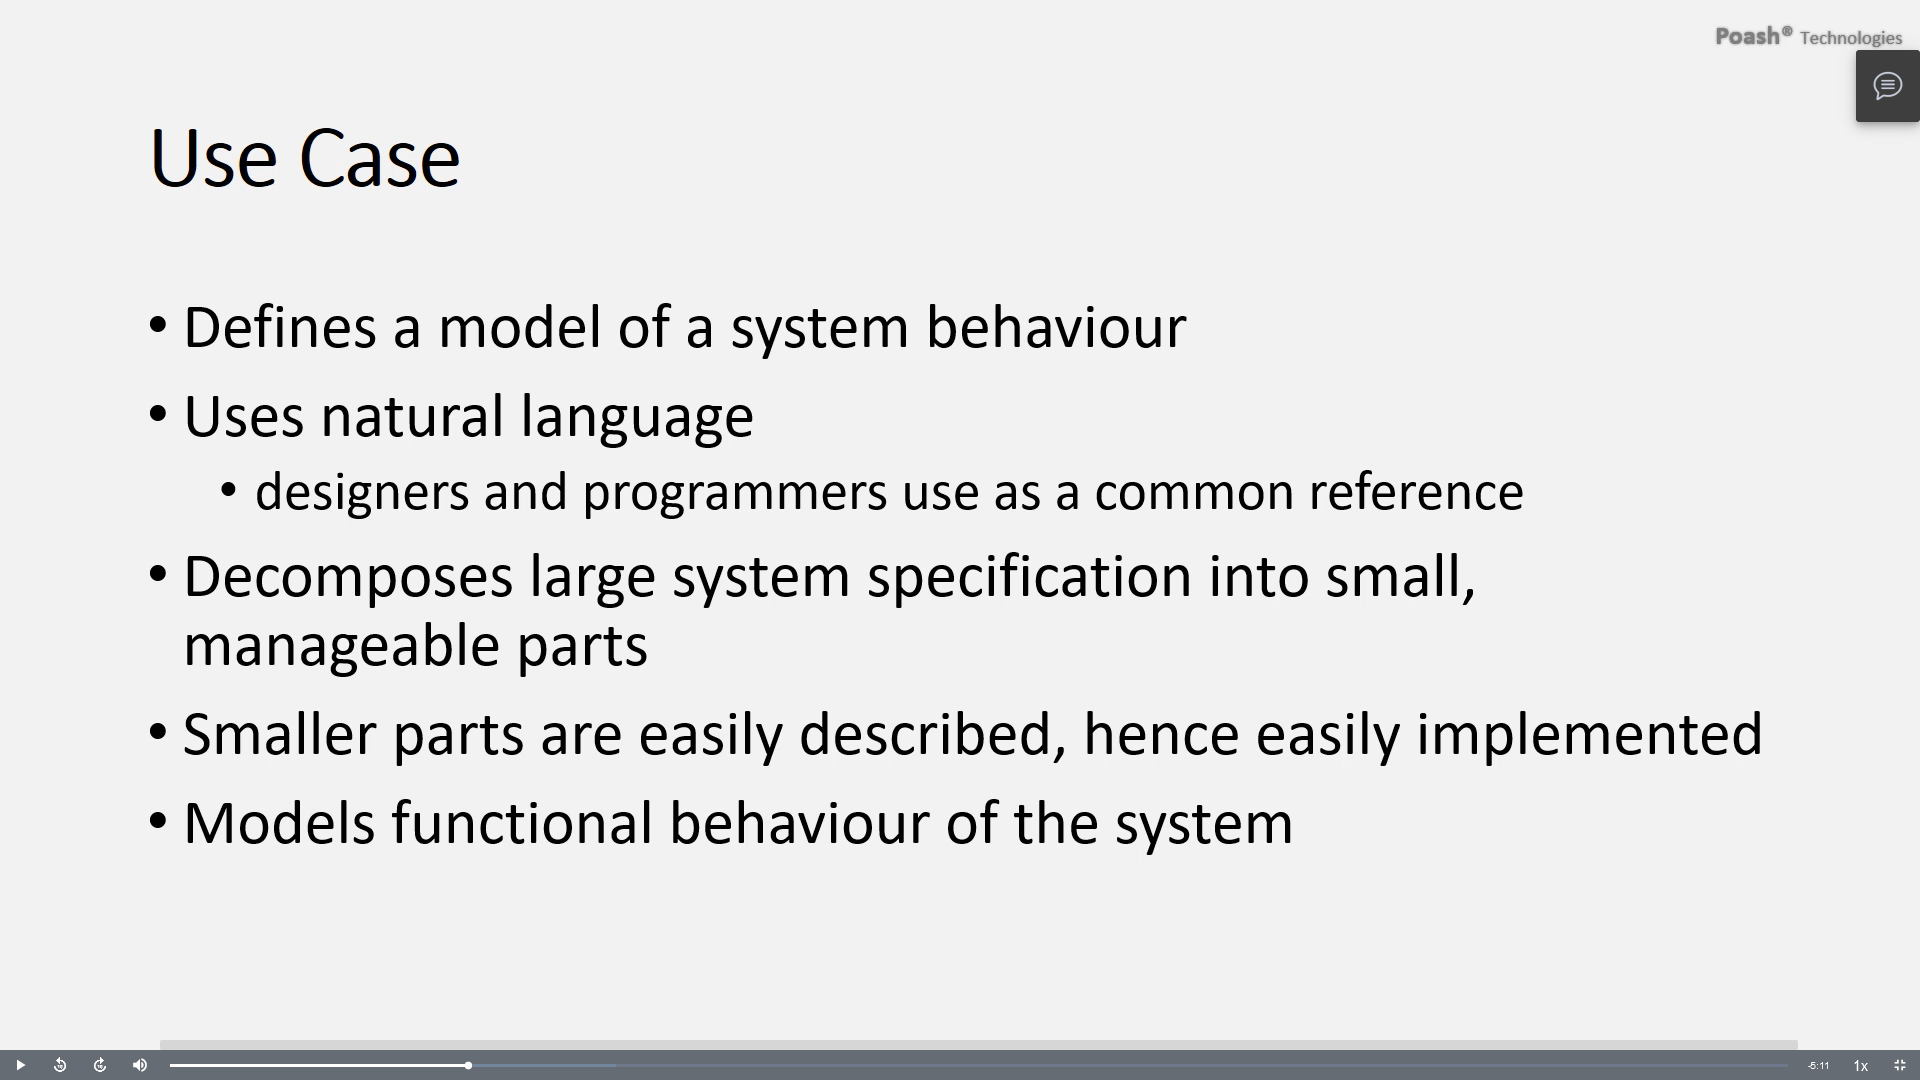 Poash® Technologies
Use Case
• Defines a model of a system behaviour
• Uses natural language
• designers and programmers use as a common reference
• Decomposes large system specification into small,
manageable parts
• Smaller parts are easily described, hence easily implemented
• Models functional behaviour of the system
-5:11 1x